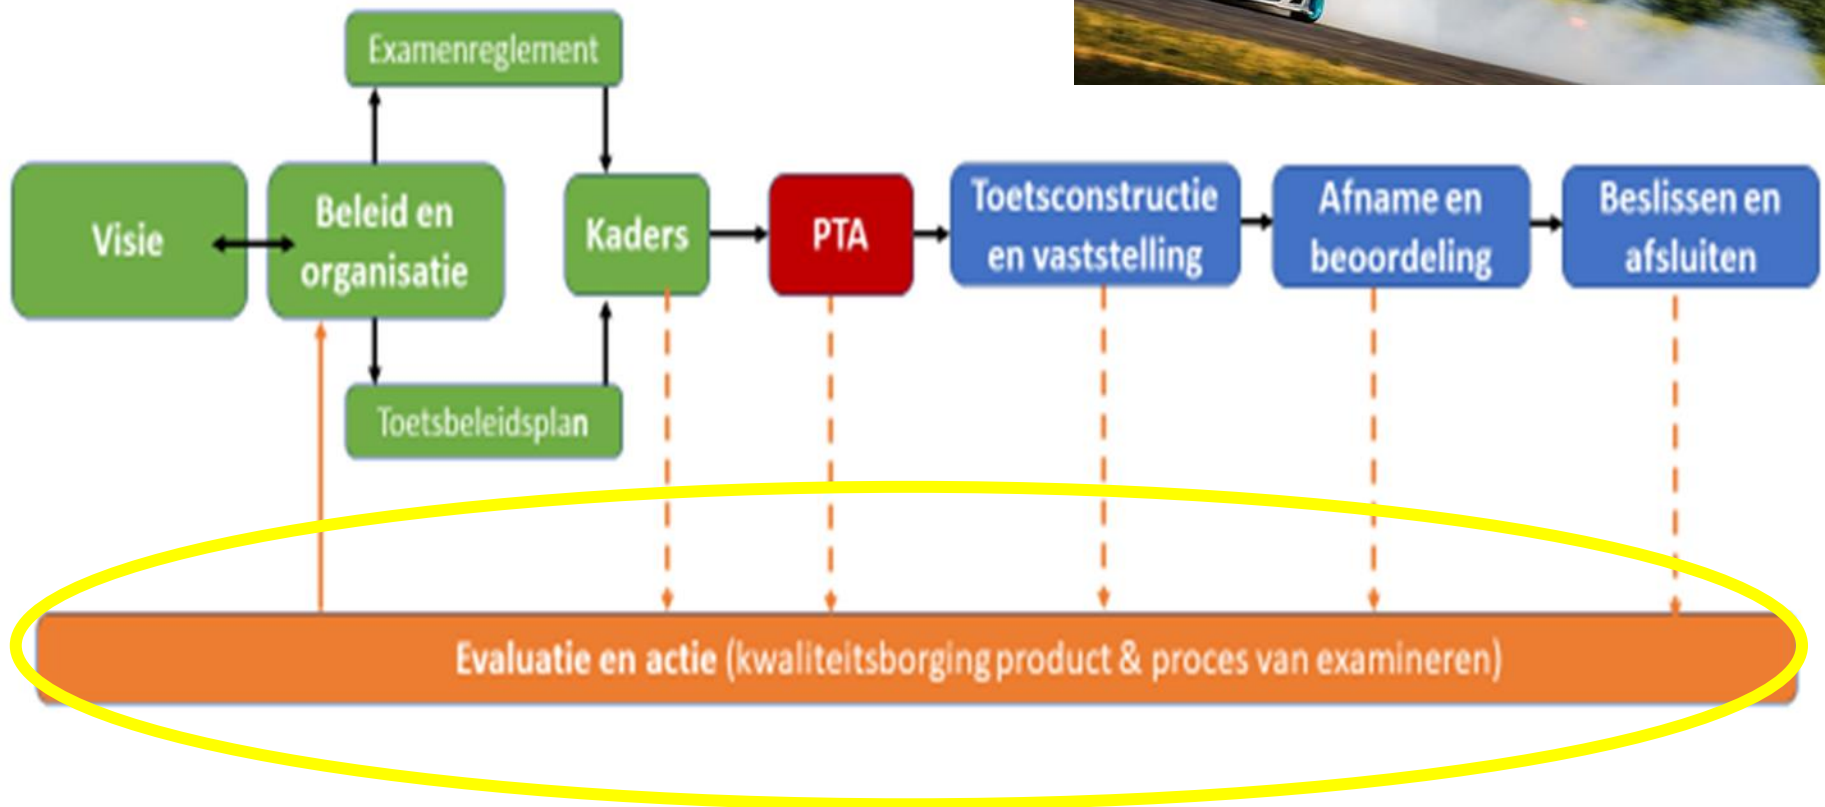 Examenreglement
Visie
Beleid en
organisatie
Kaders
PTA
Toetsconstructie
en vaststelling
Afname en
beoordeling
Beslissen en
afsluiten
Toetsbeleidsplan
Evaluatie en actie (kwaliteitsborging product & proces van examineren)